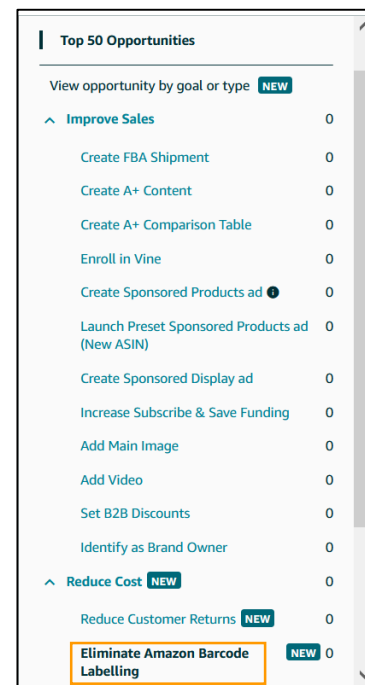 Top 50 Opportunities
View opportunity by goal or type NEW
Improve Sales 0
Create FBA Shipment 0
Create A+ Content 0
Create A+ Comparison Table 0
Enroll in Vine 0
Create Sponsored Products ad 0
Launch Preset Sponsored Products ad 0
(New ASIN)
Create Sponsored Display ad 0
Increase Subscribe & Save Funding 0
Add Main Image 0
Add Video 0
Set B2B Discounts 0
Identify as Brand Owner 0
Reduce Cost NEW 0
Reduce Customer Returns NEW 0
Eliminate Amazon Barcode NEW 0
Labelling